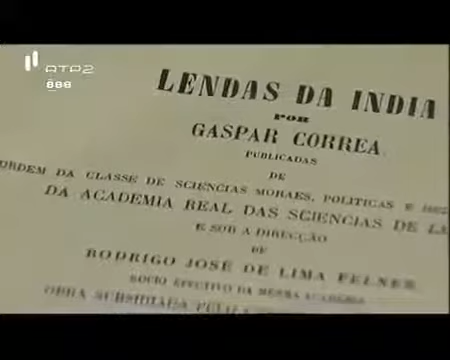 RTP2
888
LENDAS DA INDIA
POR
GASPAR CORREA
PUBLICADAS
DE
ORDEM DA CLASSE DE SCIENCIAS MORAES, POLITICAS E
DA ACADEMIA REAL DAS SCIENCIAS DE
E SOB A DIRECÇÃO
DE
RODRIGO JOSÉ DE LIMA FELNER
SOCIO EFFECTIVO DA MESMA ACADEMIA
OBRA SUBSIDIADA